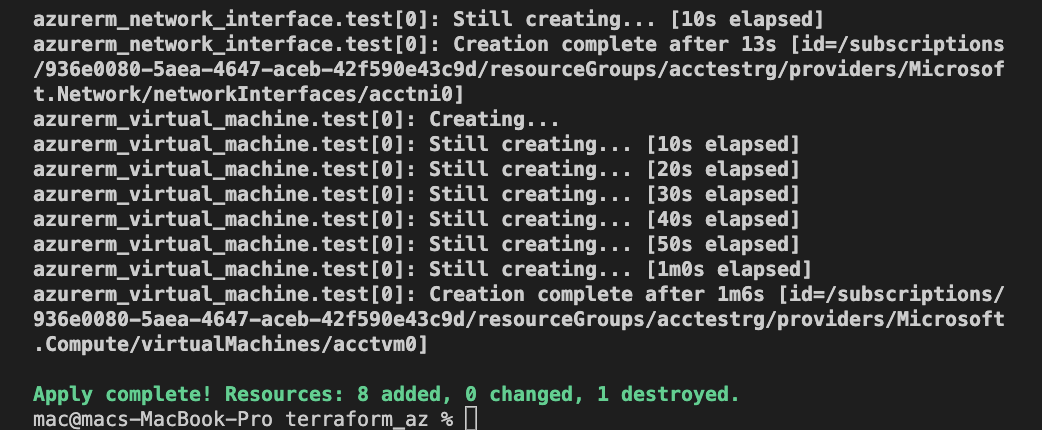 azurerm_network_interface.test[0]: Still creating... [10s elapsed]
azurerm_network_interface.test[0]: Creation complete after 13s [id=/subscriptions
/936e0080-5aea-4647-aceb-42f590e43c9d/resourceGroups/acctestrg/providers/Microsof
t.Network/networkInterfaces/acctni0]
azurerm_virtual_machine.test[0]: Creating...
azurerm_virtual_machine.test[0]: Still creating... [10s elapsed]
azurerm_virtual_machine.test[0]: Still creating... [20s elapsed]
azurerm_virtual_machine.test[0]: Still creating... [30s elapsed]
azurerm_virtual_machine.test[0]: Still creating... [40s elapsed]
azurerm_virtual_machine.test[0]: Still creating... [50s elapsed]
azurerm_virtual_machine.test[0]: Still creating... [1m0s elapsed]
azurerm_virtual_machine.test[0]: Creation complete after 1m6s [id=/subscriptions/
936e0080-5aea-4647-aceb-42f590e43c9d/resourceGroups/acctestrg/providers/Microsoft
.Compute/virtualMachines/acctvm0]
Apply complete! Resources: 8 added, 0 changed, 1 destroyed.
mac@macs-MacBook-Pro terraform_az %